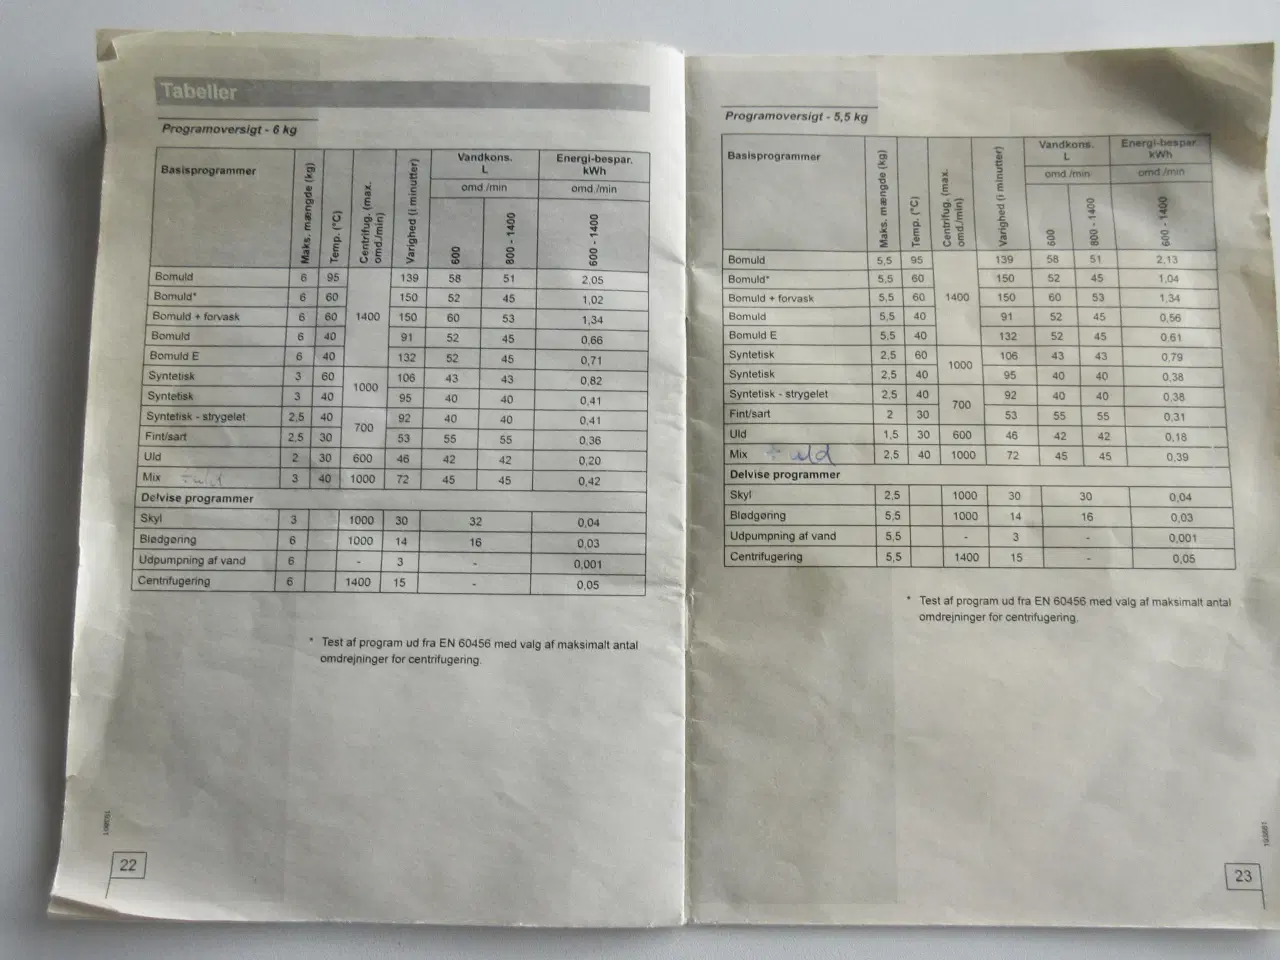 Tabeller
Programoversigt - 6 kg
Basisprogrammer Maks. mængde (kg) Temp. (°C) Centrifug. (max. omd./min) Varighed (i minutter) Vandkons. L Energi-bespar. kWh
omd./min omd./min
600 800 - 1400 600 - 1400
Bomuld 6 95 1400 139 58 51 2,05
Bomuld* 6 60 150 52 45 1,02
Bomuld + forvask 6 60 150 60 53 1,34
Bomuld 6 40 91 52 45 0,66
Bomuld E 6 40 132 52 45 0,71
Syntetisk 3 60 1000 106 43 43 0,82
Syntetisk 3 40 95 40 40 0,41
Syntetisk - strygelet 2,5 40 700 92 40 40 0,41
Fint/sart 2,5 30 53 55 55 0,36
Uld 2 30 600 46 42 42 0,20
Mix ÷ uld 3 40 1000 72 45 45 0,42
Delvise programmer
Skyl 3 1000 30 32 0,04
Blødgøring 6 1000 14 16 0,03
Udpumpning af vand 6 - 3 - 0,001
Centrifugering 6 1400 15 - 0,05
* Test af program ud fra EN 60456 med valg af maksimalt antal
omdrejninger for centrifugering.
22
Programoversigt - 5,5 kg
Basisprogrammer Maks. mængde (kg) Temp. (°C) Centrifug. (max. omd./min) Varighed (i minutter) Vandkons. L Energi-bespar. kWh
omd./min omd./min
600 800 - 1400 600 - 1400
Bomuld 5,5 95 1400 139 58 51 2,13
Bomuld* 5,5 60 150 52 45 1,04
Bomuld + forvask 5,5 60 150 60 53 1,34
Bomuld 5,5 40 91 52 45 0,56
Bomuld E 5,5 40 132 52 45 0,61
Syntetisk 2,5 60 1000 106 43 43 0,79
Syntetisk 2,5 40 95 40 40 0,38
Syntetisk - strygelet 2,5 40 700 92 40 40 0,38
Fint/sart 2 30 53 55 55 0,31
Uld 1,5 30 600 46 42 42 0,18
Mix ÷ uld 2,5 40 1000 72 45 45 0,39
Delvise programmer
Skyl 2,5 1000 30 30 0,04
Blødgøring 5,5 1000 14 16 0,03
Udpumpning af vand 5,5 - 3 - 0,001
Centrifugering 5,5 1400 15 - 0,05
* Test af program ud fra EN 60456 med valg af maksimalt antal
omdrejninger for centrifugering.
23